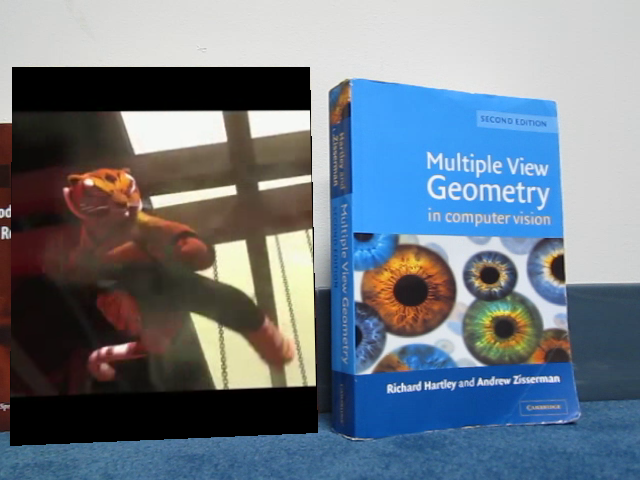 SECOND EDITION
Multiple View
Geometry
in computer vision
Richard Hartley and Andrew Zisserman
CAMBRIDGE
Hartley and
Zisserman
Multiple View Geometry